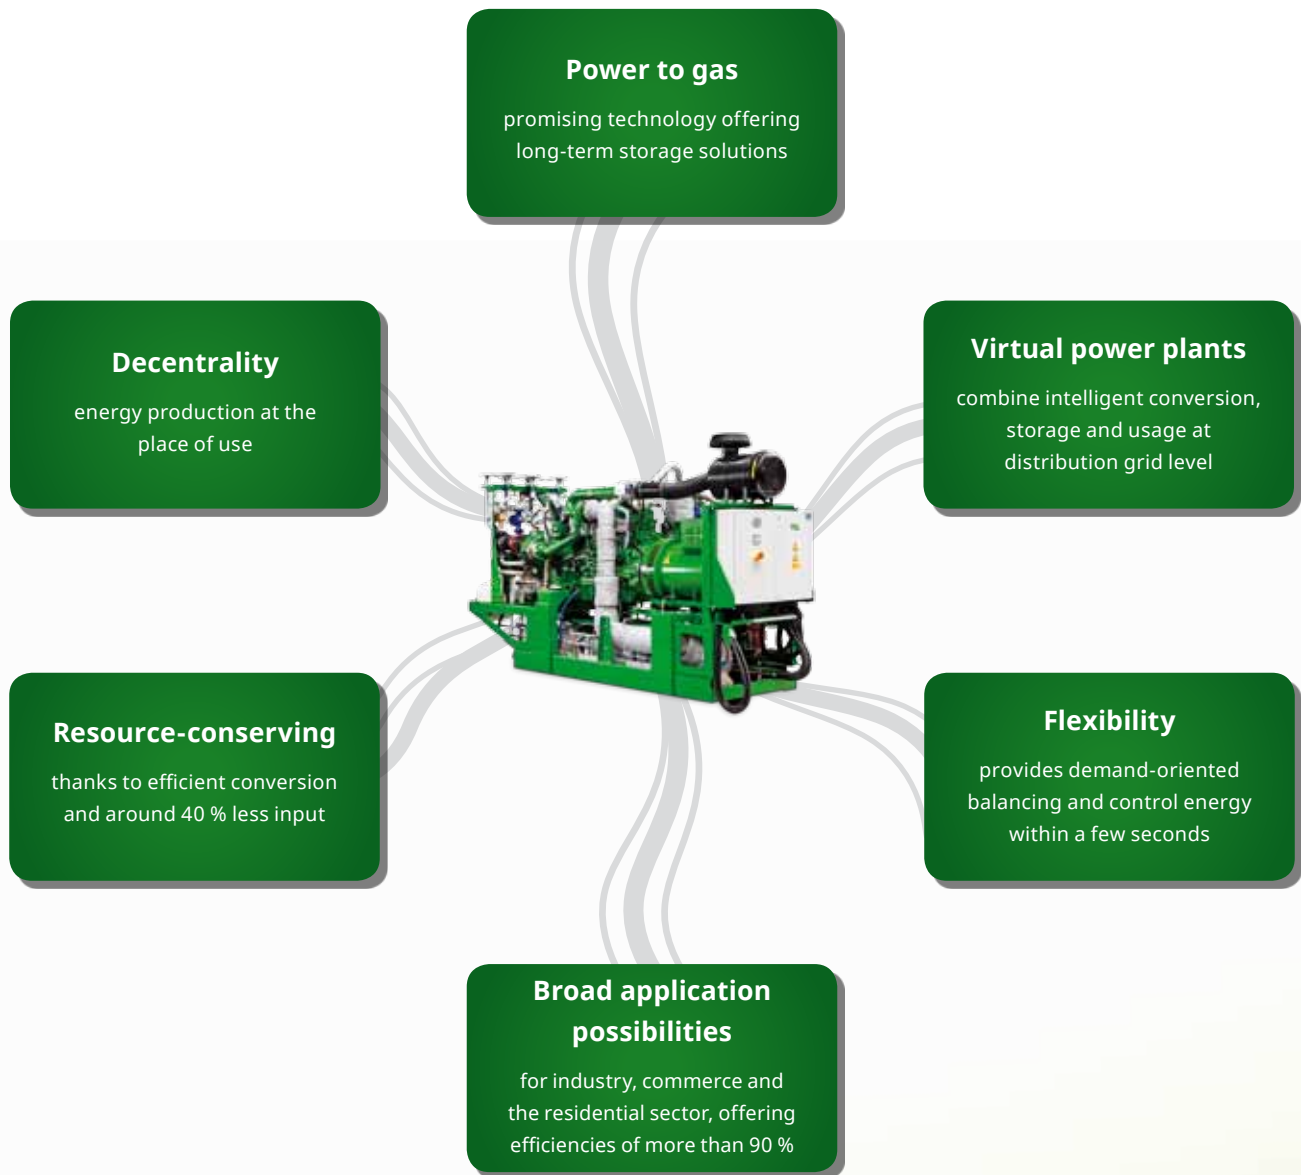 Power to gas
promising technology offering
long-term storage solutions
Decentrality
energy production at the
place of use
Virtual power plants
combine intelligent conversion,
storage and usage at
distribution grid level
Resource-conserving
thanks to efficient conversion
and around 40 % less input
Flexibility
provides demand-oriented
balancing and control energy
within a few seconds
Broad application
possibilities
for industry, commerce and
the residential sector, offering
efficiencies of more than 90 %